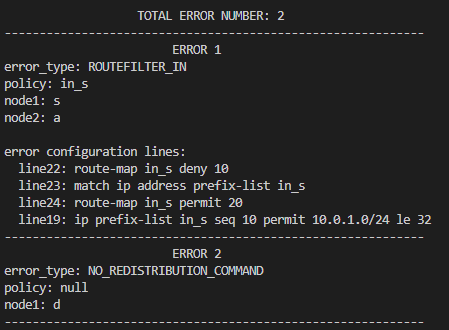 TOTAL ERROR NUMBER: 2
------------------------------------------------------------
ERROR 1
error_type: ROUTEFILTER_IN
policy: in_s
node1: s
node2: a
error configuration lines:
line22: route-map in_s deny 10
line23: match ip address prefix-list in_s
line24: route-map in_s permit 20
line19: ip prefix-list in_s seq 10 permit 10.0.1.0/24 le 32
------------------------------------------------------------
ERROR 2
error_type: NO_REDISTRIBUTION_COMMAND
policy: null
node1: d
------------------------------------------------------------